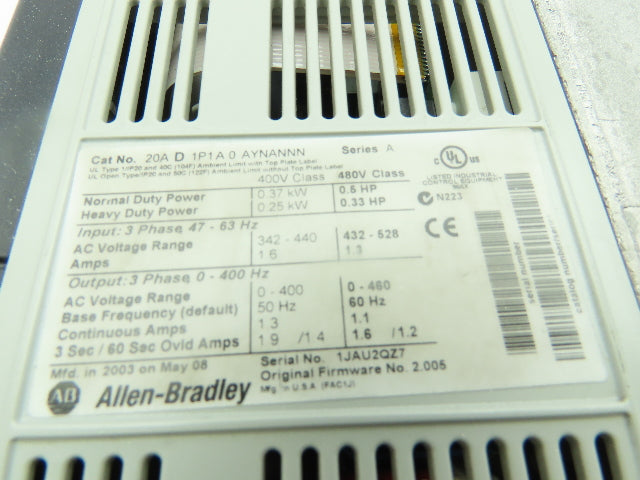 Cat No. 20A D 1P1A0 AYNANNN Series A
UL Type 1/IP20 and 40C (104F) Ambient Limit with Top Plate Label
UL Open Type/IP20 and 50C (122F) Ambient Limit without Top Plate Label
400V Class 480V Class
Normal Duty Power 0.37 kW 0.5 HP
Heavy Duty Power 0.25 kW 0.33 HP
Input: 3 Phase, 47 - 63 Hz
AC Voltage Range 342 - 440 432 - 528
Amps 1.3
Output: 3 Phase, 0 - 400 Hz
AC Voltage Range 0 - 400 0 - 460
Base Frequency (default) 50 Hz 60 Hz
Continuous Amps 1.3 1.1
3 Sec / 60 Sec Ovld Amps 1.9 /1.4 1.6 /1.2
Mfd. in 2003 on May 08 Serial No. 1JAU2QZ7
Original Firmware No. 2.005
Mfg. in U.S.A. (FAC1J)
AB Allen-Bradley
c UL US
LISTED INDUSTRIAL
CONTROL EQUIPMENT
N223
CE
serial number
catalog number/series